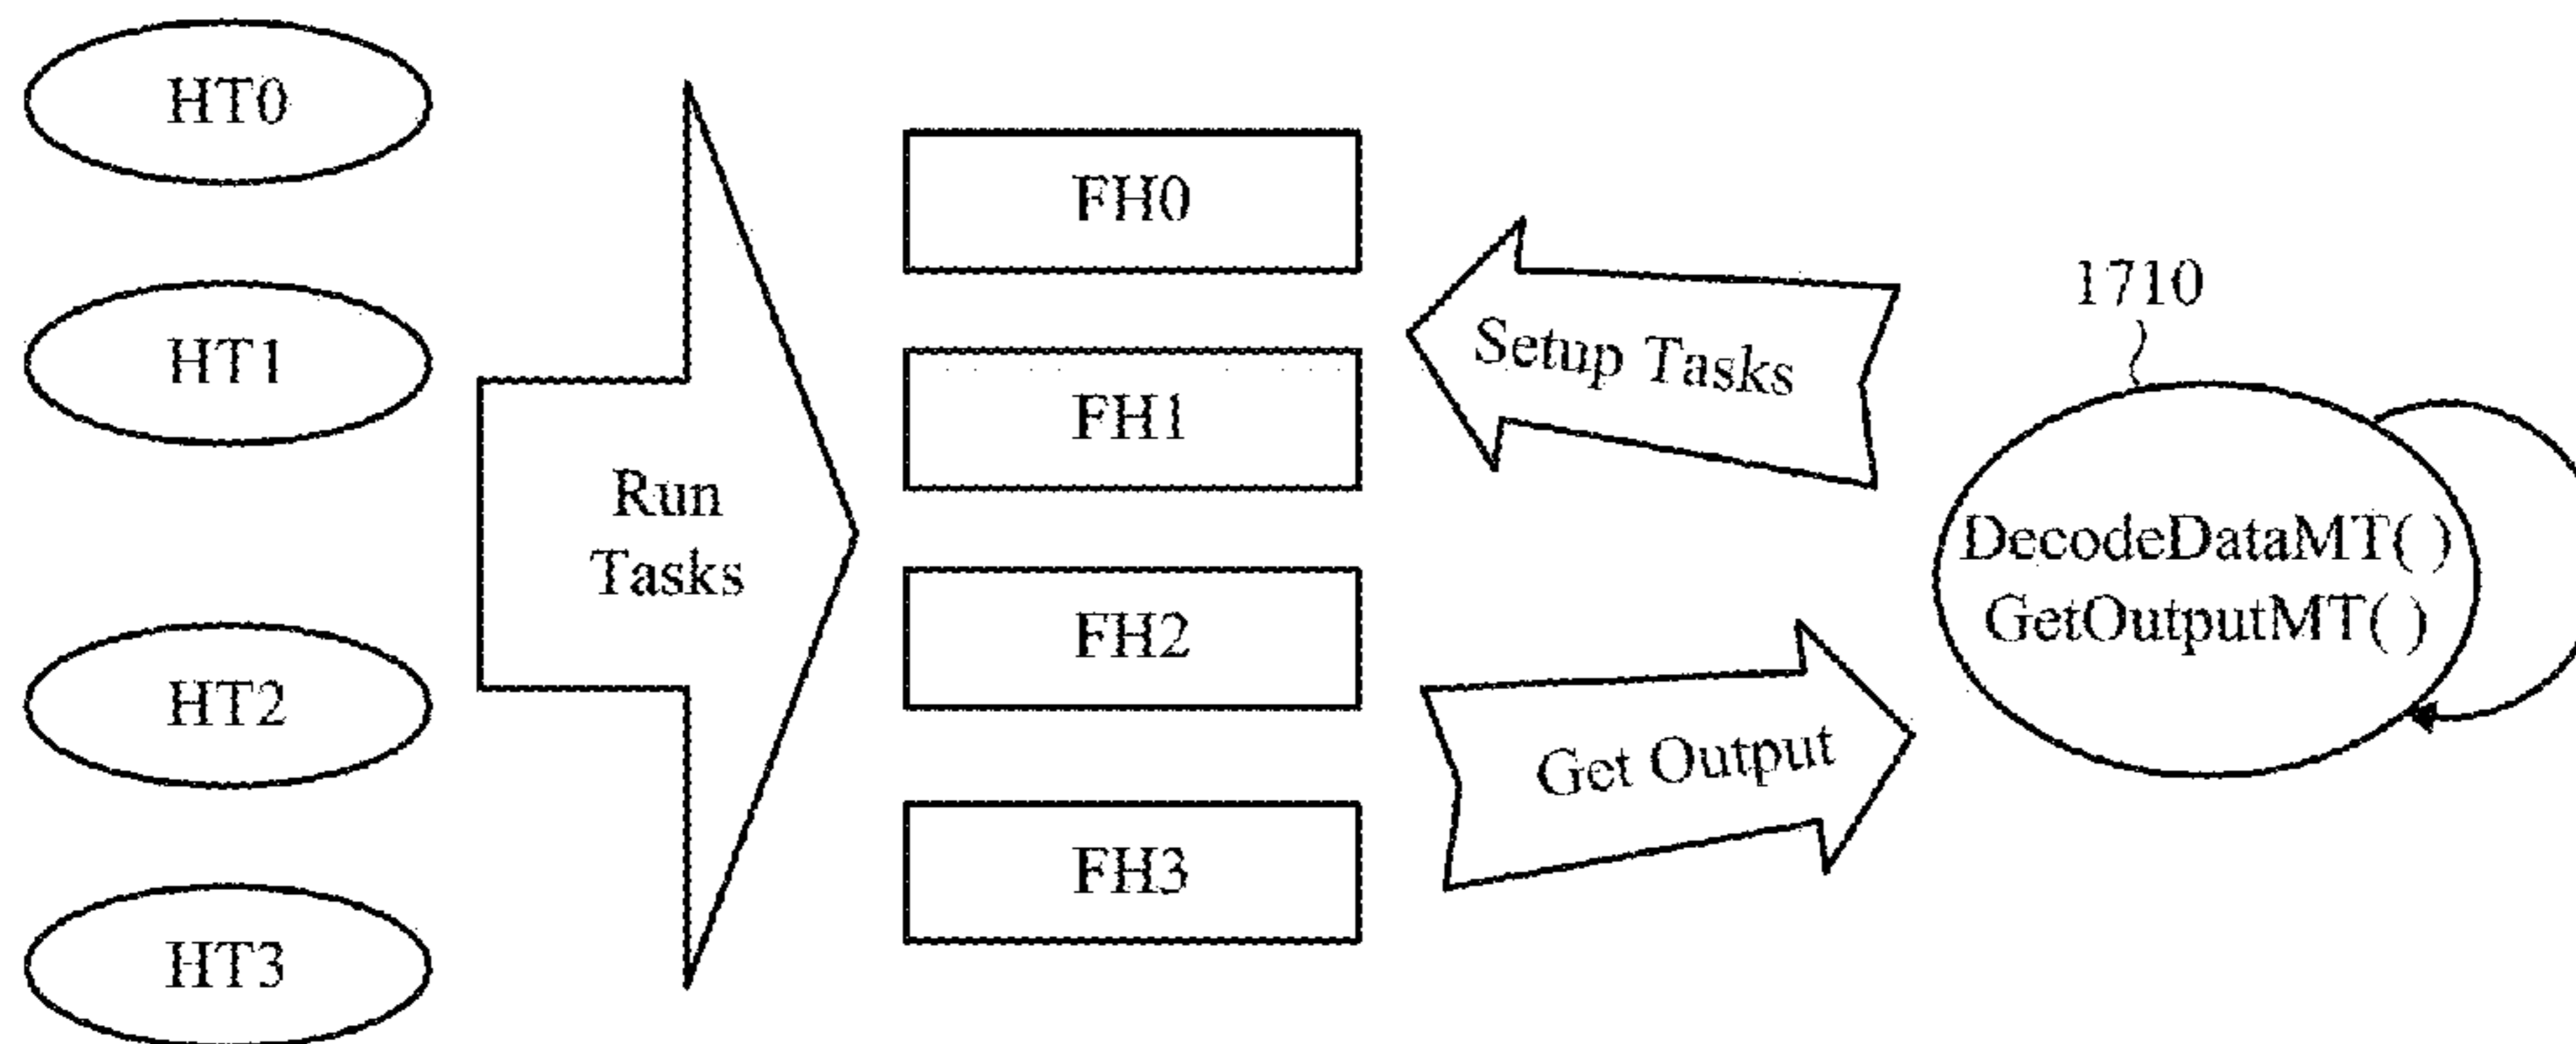 HT0
HT1
HT2
HT3
Run
Tasks
FH0
FH1
FH2
FH3
Setup Tasks
Get Output
1710
DecodeDataMT( )
GetOutputMT( )